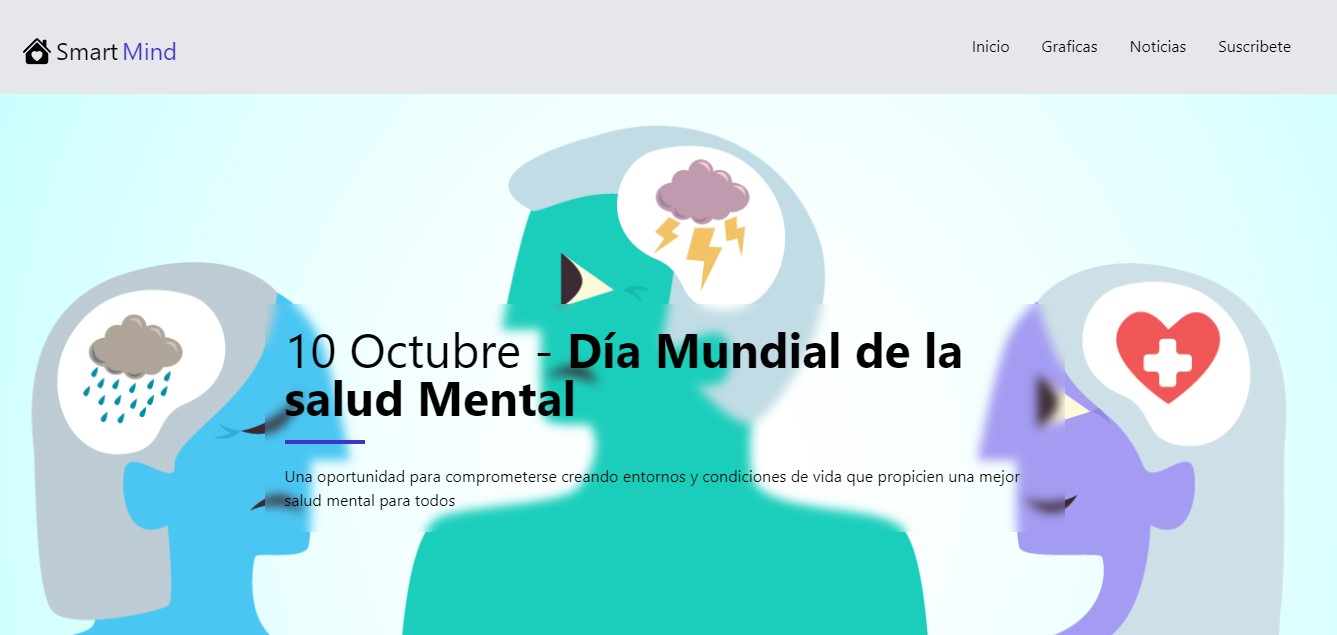 Smart Mind
Inicio Graficas Noticias Suscribete
10 Octubre - Día Mundial de la
salud Mental
Una oportunidad para comprometerse creando entornos y condiciones de vida que propicien una mejor
salud mental para todos